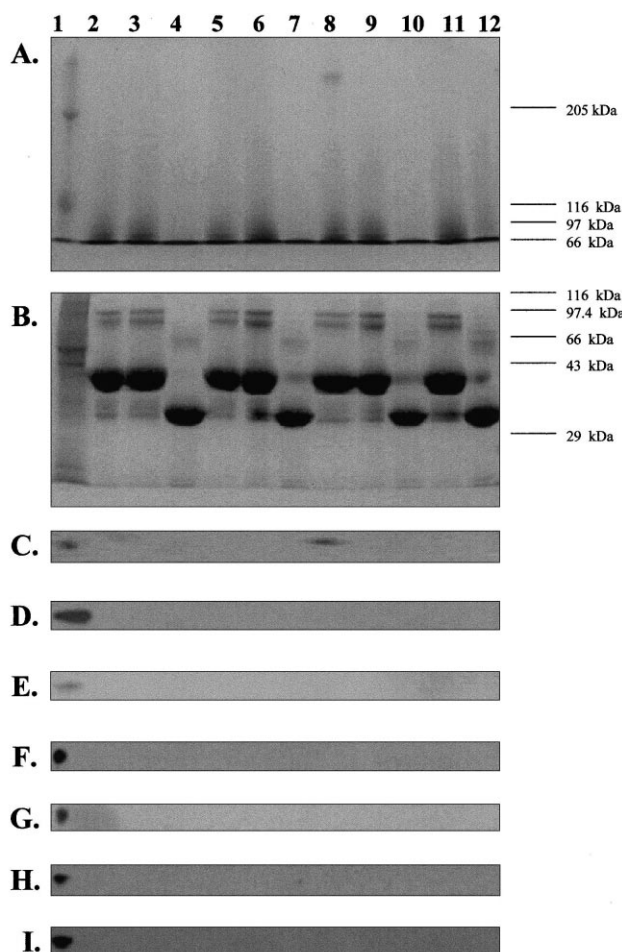 1 2 3 4 5 6 7 8 9 10 11 12
A.
205 kDa
116 kDa
97 kDa
66 kDa
B.
116 kDa
97.4 kDa
66 kDa
43 kDa
29 kDa
C.
D.
E.
F.
G.
H.
I.